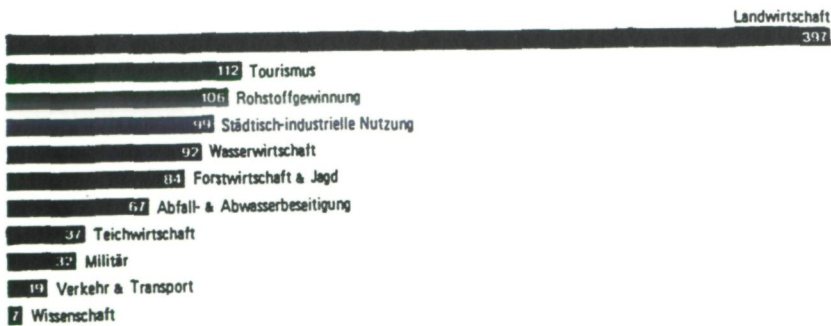 Landwirtschaft
397
112 Tourismus
106 Rohstoffgewinnung
99 Städtisch-industrielle Nutzung
92 Wasserwirtschaft
84 Forstwirtschaft & Jagd
67 Abfall- & Abwasserbeseitigung
37 Teichwirtschaft
32 Militär
19 Verkehr & Transport
7 Wissenschaft